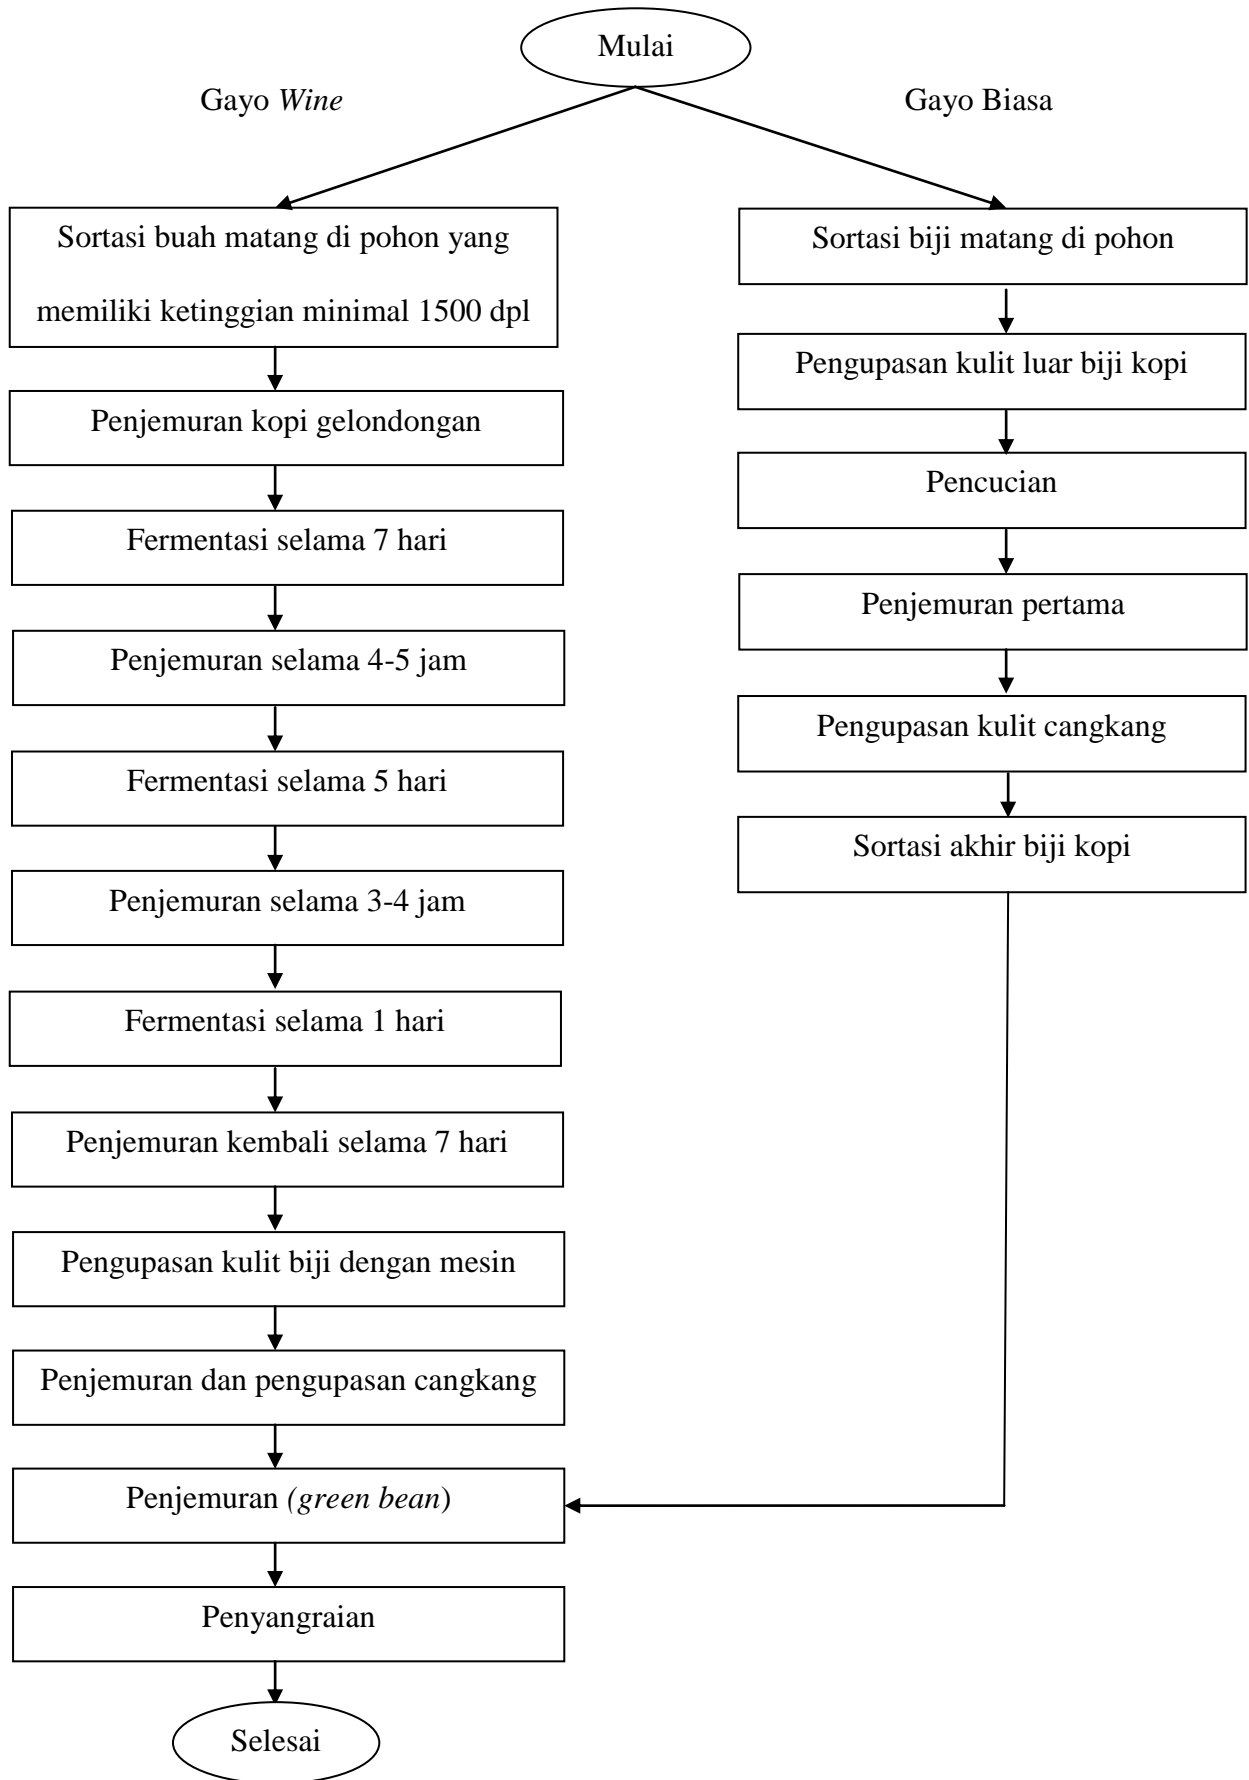 Mulai
Gayo Wine
Gayo Biasa
Sortasi buah matang di pohon yang
memiliki ketinggian minimal 1500 dpl
Penjemuran kopi gelondongan
Fermentasi selama 7 hari
Penjemuran selama 4-5 jam
Fermentasi selama 5 hari
Penjemuran selama 3-4 jam
Fermentasi selama 1 hari
Penjemuran kembali selama 7 hari
Pengupasan kulit biji dengan mesin
Penjemuran dan pengupasan cangkang
Sortasi biji matang di pohon
Pengupasan kulit luar biji kopi
Pencucian
Penjemuran pertama
Pengupasan kulit cangkang
Sortasi akhir biji kopi
Penjemuran (green bean)
Penyangraian
Selesai